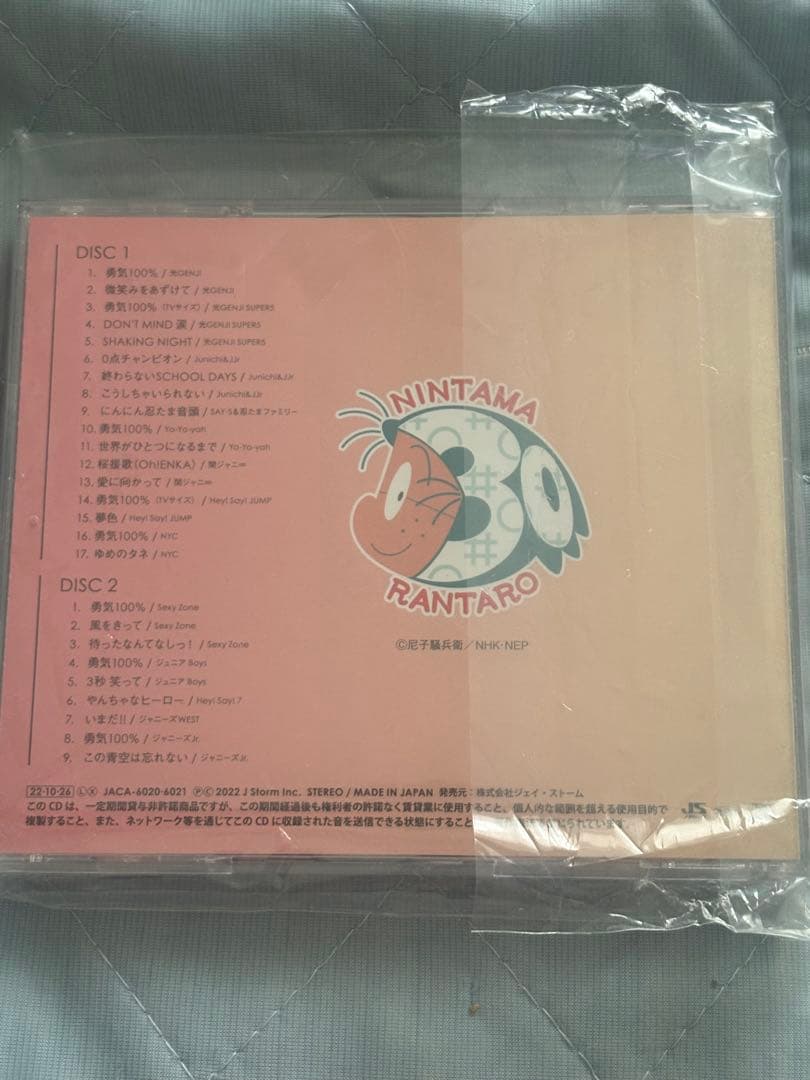 DISC 1
1. 勇気100% / 光GENJI
2. 微笑みをあずけて / 光GENJI
3. 勇気100%（TVサイズ） / 光GENJI SUPER5
4. DON'T MIND 涙 / 光GENJI SUPER5
5. SHAKING NIGHT / 光GENJI SUPER5
6. 0点チャンピオン / Junichi&JJr
7. 終わらないSCHOOL DAYS / Junichi&JJr
8. こうしちゃいられない / Junichi&JJr
9. にんにん忍たま音頭 / SAY・S&忍たまファミリー
10. 勇気100% / Ya-Ya-yah
11. 世界がひとつになるまで / Ya-Ya-yah
12. 桜援歌(Oh!ENKA) / 関ジャニ∞
13. 愛に向かって / 関ジャニ∞
14. 勇気100%（TVサイズ） / Hey! Say! JUMP
15. 夢色 / Hey! Say! JUMP
16. 勇気100% / NYC
17. ゆめのタネ / NYC
DISC 2
1. 勇気100% / Sexy Zone
2. 風をきって / Sexy Zone
3. 待ったなんてなしっ! / Sexy Zone
4. 勇気100% / ジュニア Boys
5. 3秒 笑って / ジュニア Boys
6. やんちゃなヒーロー / Hey! Say! 7
7. いまだ!! / ジャニーズWEST
8. 勇気100% / ジャニーズJr.
9. この青空は忘れない / ジャニーズJr.
NINTAMA
30
RANTARO
©尼子騒兵衛／NHK・NEP
22・10・26 Ⓛ Ⓧ JACA-6020-6021 ⓅⒸ2022 J Storm Inc. STEREO / MADE IN JAPAN 発売元：株式会社ジェイ・ストーム
このCDは、一定期間貸与非許諾商品ですが、この期間経過後も権利者の許諾なく賃貸業に使用すること、個人的な範囲を超える使用目的で
複製すること、また、ネットワーク等を通じてこのCDに収録された音を送信できる状態にすること られています。
JS